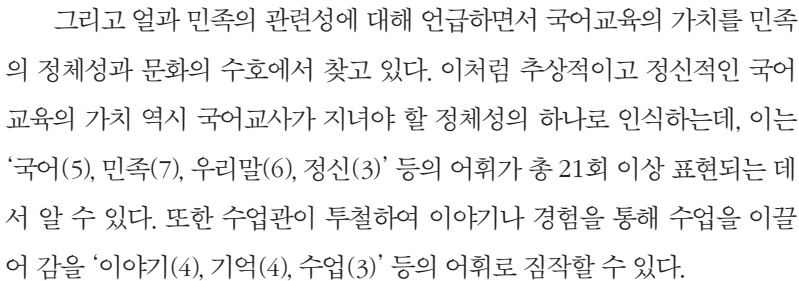 그리고 얼과 민족의 관련성에 대해 언급하면서 국어교육의 가치를 민족
의 정체성과 문화의 수호에서 찾고 있다. 이처럼 추상적이고 정신적인 국어
교육의 가치 역시 국어교사가 지녀야 할 정체성의 하나로 인식하는데, 이는
‘국어(5), 민족(7), 우리말(6), 정신(3)’ 등의 어휘가 총 21회 이상 표현되는 데
서 알 수 있다. 또한 수업관이 투철하여 이야기나 경험을 통해 수업을 이끌
어 감을 ‘이야기(4), 기억(4), 수업(3)’ 등의 어휘로 짐작할 수 있다.